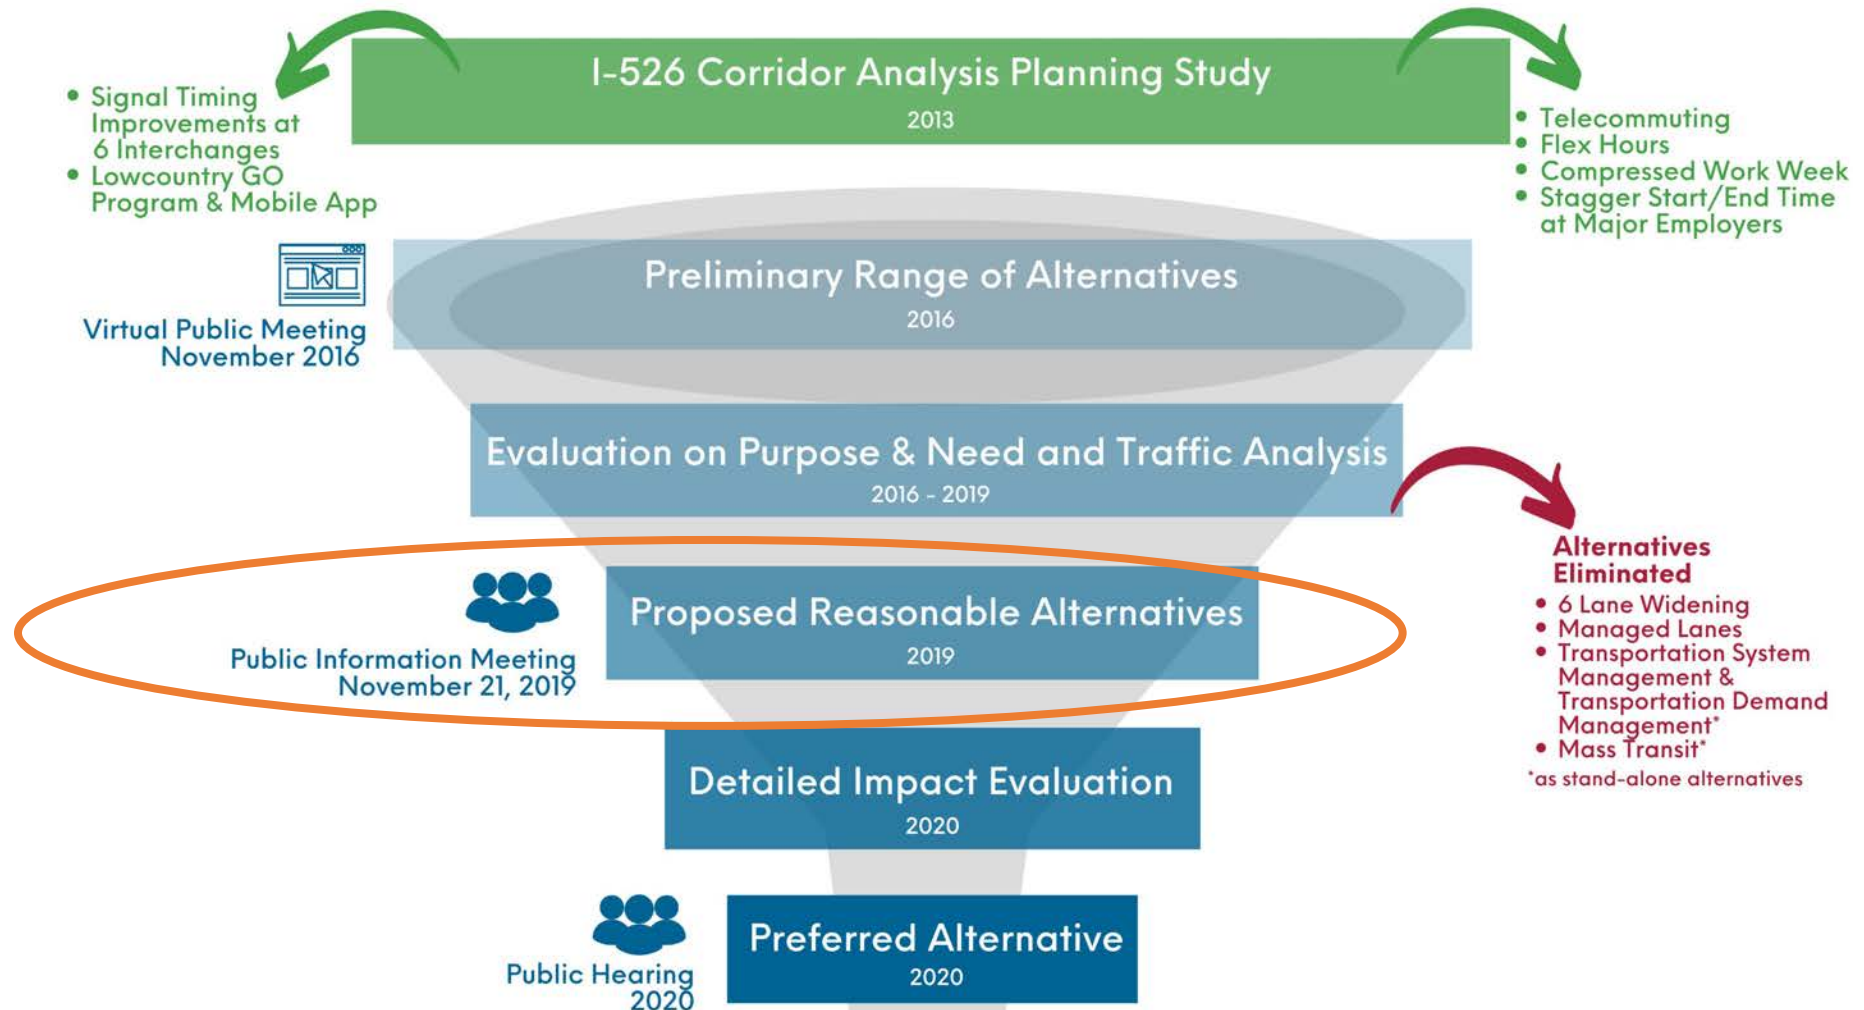 I-526 Corridor Analysis Planning Study
2013
• Signal Timing
Improvements at
6 Interchanges
• Lowcountry GO
Program & Mobile App
• Telecommuting
• Flex Hours
• Compressed Work Week
• Stagger Start/End Time
at Major Employers
Preliminary Range of Alternatives
2016
Virtual Public Meeting
November 2016
Evaluation on Purpose & Need and Traffic Analysis
2016 - 2019
Alternatives
Eliminated
• 6 Lane Widening
• Managed Lanes
• Transportation System
Management &
Transportation Demand
Management*
• Mass Transit*
*as stand-alone alternatives
Proposed Reasonable Alternatives
2019
Public Information Meeting
November 21, 2019
Detailed Impact Evaluation
2020
Preferred Alternative
2020
Public Hearing
2020